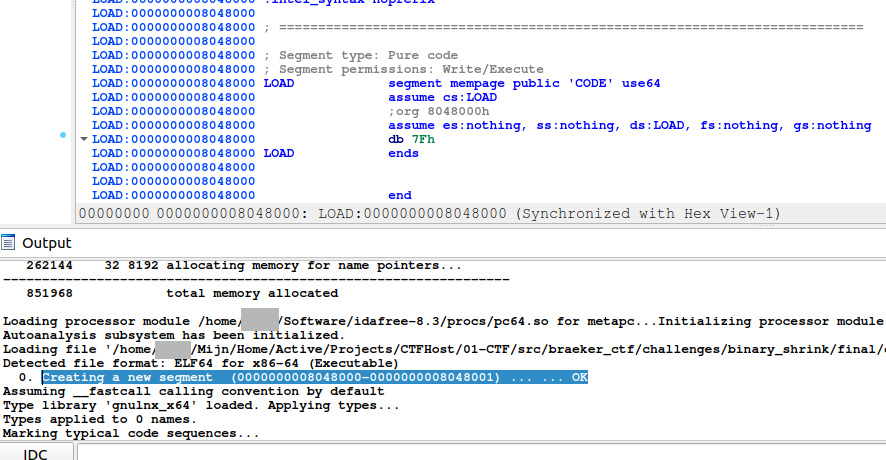 LOAD:0000000008048000 .intel_syntax noprefix
LOAD:0000000008048000
LOAD:0000000008048000 ; ===========================================================================
LOAD:0000000008048000
LOAD:0000000008048000 ; Segment type: Pure code
LOAD:0000000008048000 ; Segment permissions: Write/Execute
LOAD:0000000008048000 LOAD segment mempage public 'CODE' use64
LOAD:0000000008048000 assume cs:LOAD
LOAD:0000000008048000 ;org 8048000h
LOAD:0000000008048000 assume es:nothing, ss:nothing, ds:LOAD, fs:nothing, gs:nothing
LOAD:0000000008048000 db 7Fh
LOAD:0000000008048000 LOAD ends
LOAD:0000000008048000
LOAD:0000000008048000
LOAD:0000000008048000 end
00000000 0000000008048000: LOAD:0000000008048000 (Synchronized with Hex View-1)
Output
262144 32 8192 allocating memory for name pointers...
-----------------------------------------------------------------
851968 total memory allocated
Loading processor module /home/ /Software/idafree-8.3/procs/pc64.so for metapc...Initializing processor module
Autoanalysis subsystem has been initialized.
Loading file '/home/ /Mijn/Home/Active/Projects/CTFHost/01-CTF/src/braeker_ctf/challenges/binary_shrink/final/
Detected file format: ELF64 for x86-64 (Executable)
0. Creating a new segment (0000000008048000-0000000008048001) ... ... OK
Assuming __fastcall calling convention by default
Type library 'gnulnx_x64' loaded. Applying types...
Types applied to 0 names.
Marking typical code sequences...
IDC